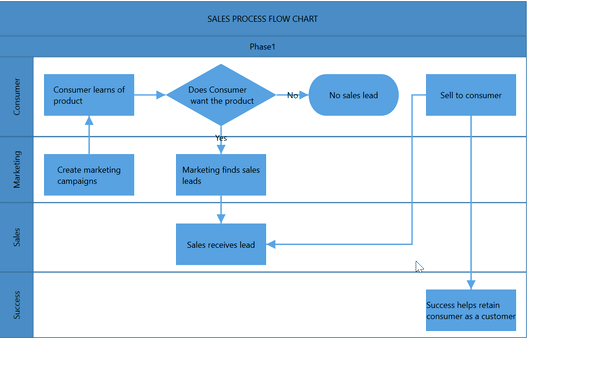 SALES PROCESS FLOW CHART
Phase1
Consumer
Consumer learns of
product
Does Consumer
want the product
No
No sales lead
Sell to consumer
Yes
Marketing
Create marketing
campaigns
Marketing finds sales
leads
Sales
Sales receives lead
Success
Success helps retain
consumer as a customer